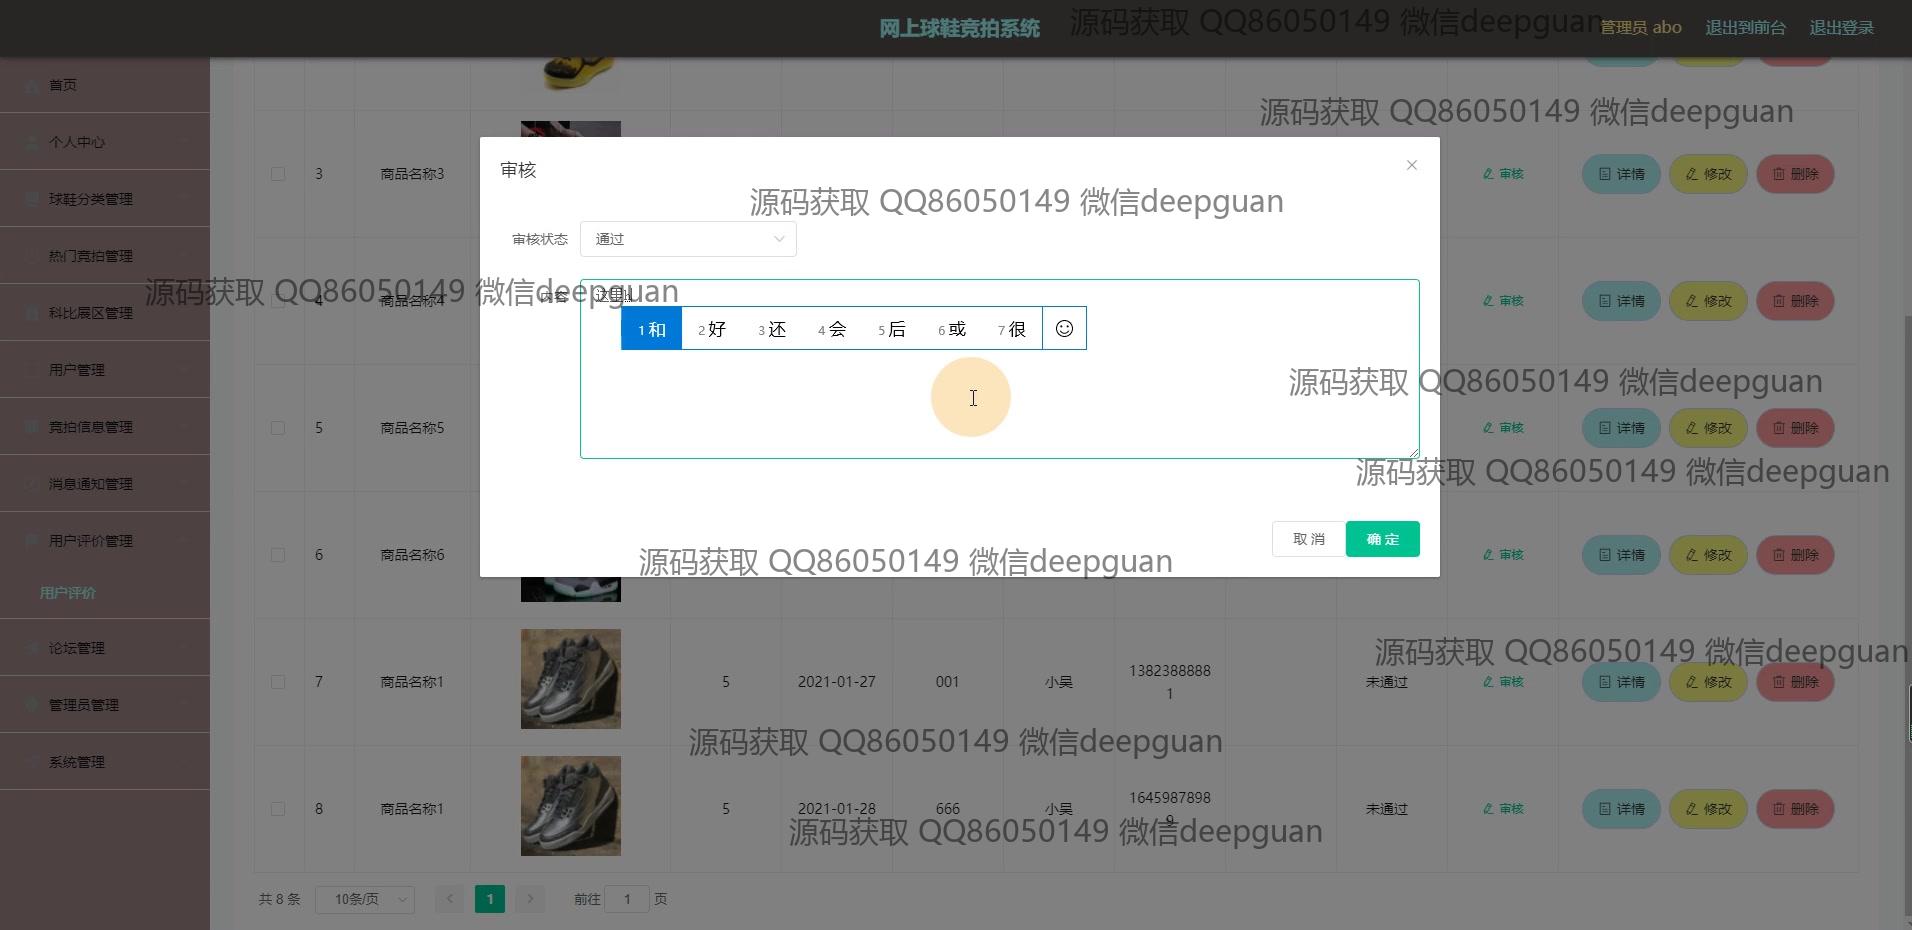 网上球鞋竞拍系统
源码获取 QQ86050149 微信deepguan
管理员 abo
退出到前台
退出登录
首页
个人中心
球鞋分类管理
热门竞拍管理
科比展区管理
用户管理
竞拍信息管理
消息通知管理
用户评价管理
用户评价
论坛管理
管理员管理
系统管理
源码获取 QQ86050149 微信deepguan
3 商品名称3 审核 详情 修改 删除
审核
源码获取 QQ86050149 微信deepguan
审核状态 通过
源码获取 QQ86050149 微信deepguan
4 商品名称4 审核 详情 修改 删除
内容 这里
1 和 2 好 3 还 4 会 5 后 6 或 7 很
源码获取 QQ86050149 微信deepguan
5 商品名称5 审核 详情 修改 删除
源码获取 QQ86050149 微信deepguan
取消 确定
6 商品名称6 审核 详情 修改 删除
源码获取 QQ86050149 微信deepguan
源码获取 QQ86050149 微信deepguan
7 商品名称1 5 2021-01-27 001 小吴 1382388888
1 未通过 审核 详情 修改 删除
源码获取 QQ86050149 微信deepguan
8 商品名称1 5 2021-01-28 666 小吴 1645987898
9 未通过 审核 详情 修改 删除
源码获取 QQ86050149 微信deepguan
共 8 条 10条/页 1 前往 1 页